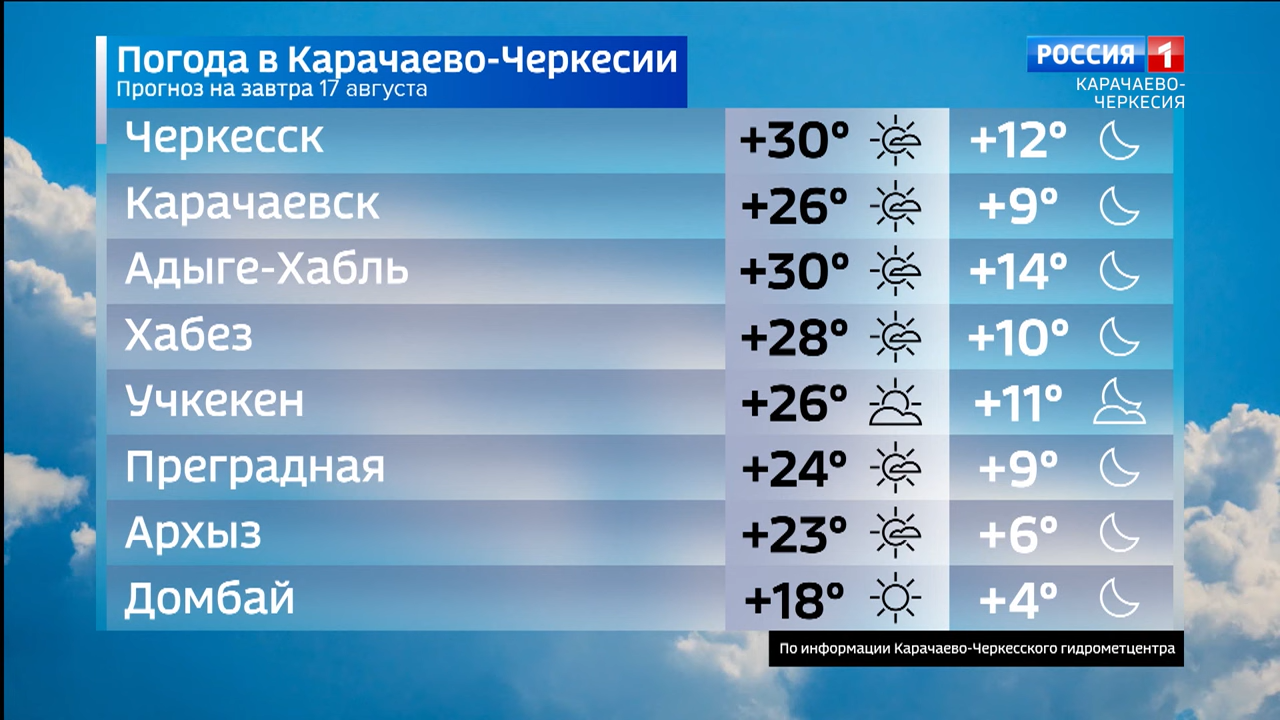 Погода в Карачаево-Черкесии
Прогноз на завтра 17 августа
РОССИЯ 1
КАРАЧАЕВО-
ЧЕРКЕСИЯ
Черкесск +30° +12°
Карачаевск +26° +9°
Адыге-Хабль +30° +14°
Хабез +28° +10°
Учкекен +26° +11°
Преградная +24° +9°
Архыз +23° +6°
Домбай +18° +4°
По информации Карачаево-Черкесского гидрометцентра